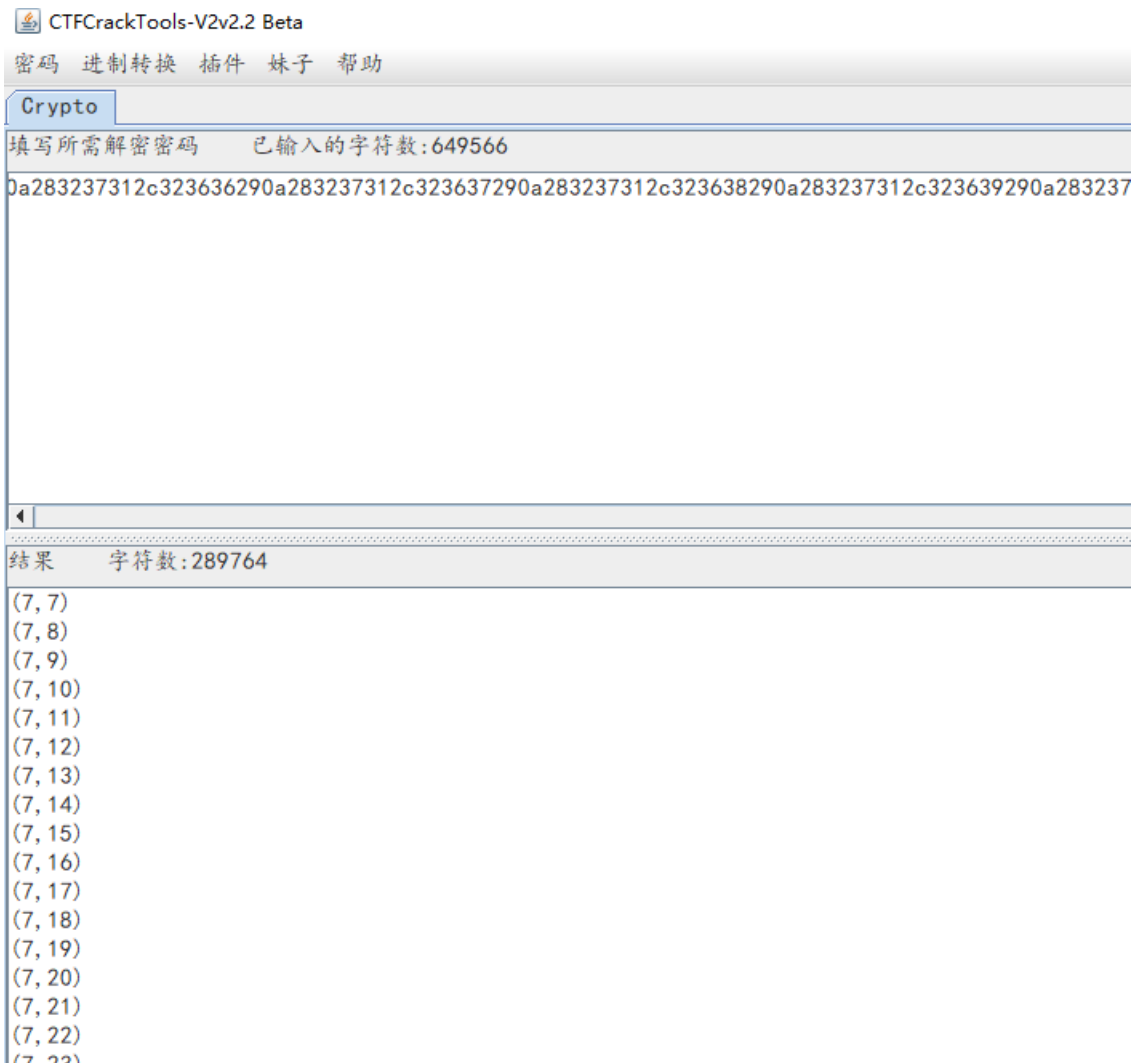 CTFCrackTools-V2v2.2 Beta
密码 进制转换 插件 妹子 帮助
Crypto
填写所需解密密码 已输入的字符数:649566
0a283237312c323636290a283237312c323637290a283237312c323638290a283237312c323639290a283237
结果 字符数:289764
(7,7)
(7,8)
(7,9)
(7,10)
(7,11)
(7,12)
(7,13)
(7,14)
(7,15)
(7,16)
(7,17)
(7,18)
(7,19)
(7,20)
(7,21)
(7,22)
(7,23)